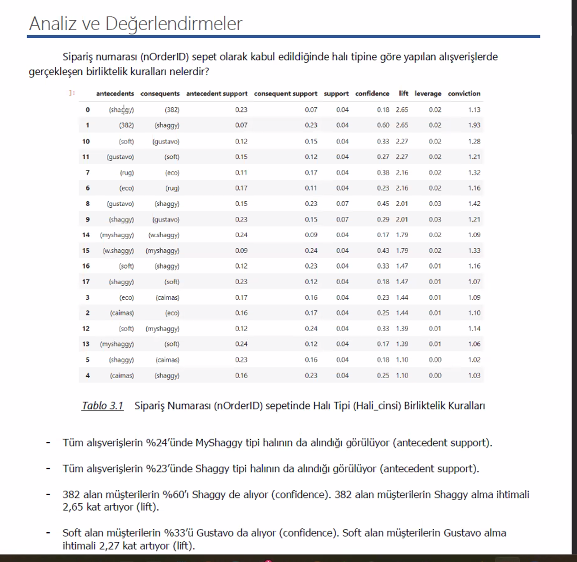 Analiz ve Değerlendirmeler
Sipariş numarası (nOrderID) sepet olarak kabul edildiğinde halı tipine göre yapılan alışverişlerde
gerçekleşen birliktelik kuralları nelerdir?
antecedents consequents antecedent support consequent support support confidence lift leverage conviction
0 (shaggy) (382) 0.23 0.07 0.04 0.18 2.65 0.02 1.13
1 (382) (shaggy) 0.07 0.23 0.04 0.60 2.65 0.02 1.93
10 (soft) (gustavo) 0.12 0.15 0.04 0.33 2.27 0.02 1.28
11 (gustavo) (soft) 0.15 0.12 0.04 0.27 2.27 0.02 1.21
7 (rug) (eco) 0.11 0.17 0.04 0.38 2.16 0.02 1.32
6 (eco) (rug) 0.17 0.11 0.04 0.23 2.16 0.02 1.16
8 (gustavo) (shaggy) 0.15 0.23 0.07 0.45 2.01 0.03 1.42
9 (shaggy) (gustavo) 0.23 0.15 0.07 0.29 2.01 0.03 1.21
14 (myshaggy) (w.shaggy) 0.24 0.09 0.04 0.17 1.79 0.02 1.09
15 (w.shaggy) (myshaggy) 0.09 0.24 0.04 0.43 1.79 0.02 1.33
16 (soft) (shaggy) 0.12 0.23 0.04 0.33 1.47 0.01 1.16
17 (shaggy) (soft) 0.23 0.12 0.04 0.18 1.47 0.01 1.07
3 (eco) (caimas) 0.17 0.16 0.04 0.23 1.44 0.01 1.09
2 (caimas) (eco) 0.16 0.17 0.04 0.25 1.44 0.01 1.10
12 (soft) (myshaggy) 0.12 0.24 0.04 0.33 1.39 0.01 1.14
13 (myshaggy) (soft) 0.24 0.12 0.04 0.17 1.39 0.01 1.06
5 (shaggy) (caimas) 0.23 0.16 0.04 0.18 1.10 0.00 1.02
4 (caimas) (shaggy) 0.16 0.23 0.04 0.25 1.10 0.00 1.03
Tablo 3.1 Sipariş Numarası (nOrderID) sepetinde Halı Tipi (Hali_cinsi) Birliktelik Kuralları
- Tüm alışverişlerin %24'ünde MyShaggy tipi halının da alındığı görülüyor (antecedent support).
- Tüm alışverişlerin %23'ünde Shaggy tipi halının da alındığı görülüyor (antecedent support).
- 382 alan müşterilerin %60'ı Shaggy de alıyor (confidence). 382 alan müşterilerin Shaggy alma ihtimali
2,65 kat artıyor (lift).
- Soft alan müşterilerin %33'ü Gustavo da alıyor (confidence). Soft alan müşterilerin Gustavo alma
ihtimali 2,27 kat artıyor (lift).